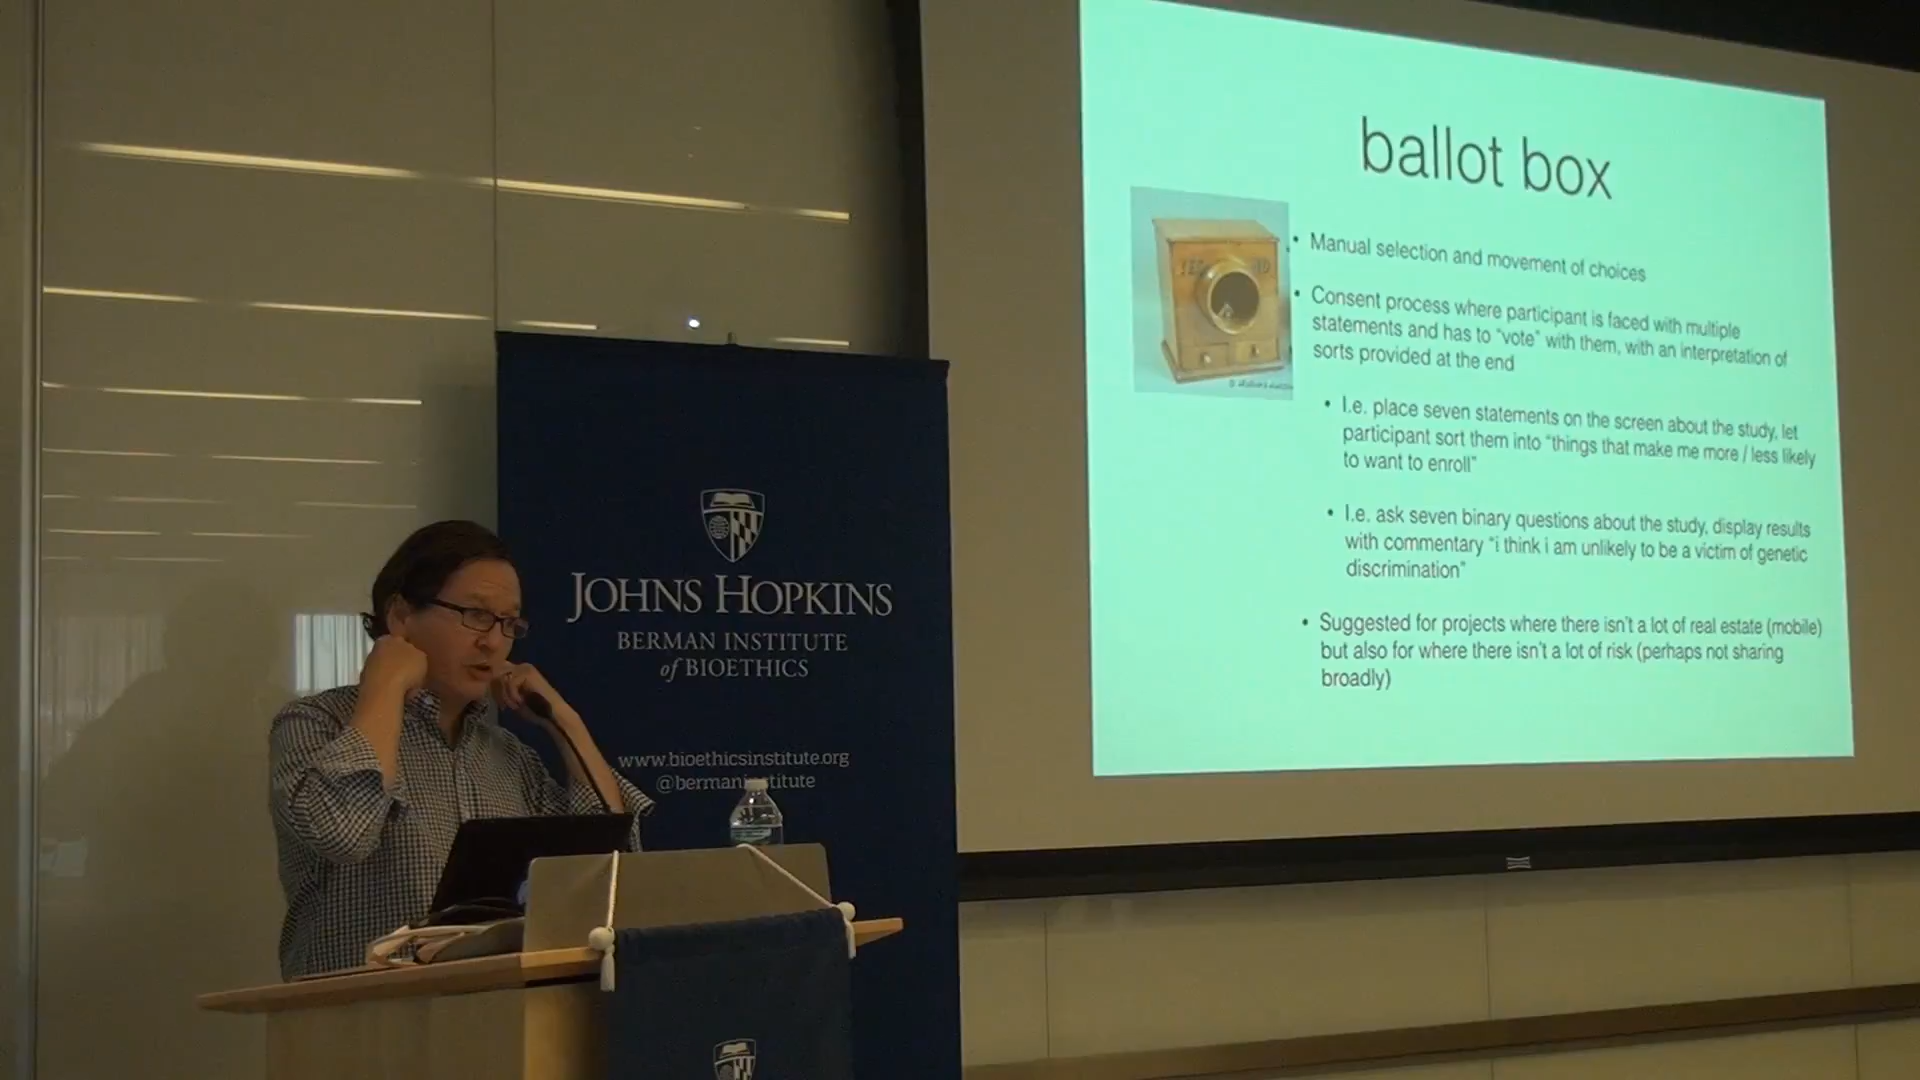 ballot box
• Manual selection and movement of choices
• Consent process where participant is faced with multiple
statements and has to “vote” with them, with an interpretation of
sorts provided at the end
• I.e. place seven statements on the screen about the study, let
participant sort them into “things that make me more / less likely
to want to enroll”
• I.e. ask seven binary questions about the study, display results
with commentary “i think i am unlikely to be a victim of genetic
discrimination”
• Suggested for projects where there isn't a lot of real estate (mobile)
but also for where there isn't a lot of risk (perhaps not sharing
broadly)
JOHNS HOPKINS
BERMAN INSTITUTE
of BIOETHICS
www.bioethicsinstitute.org